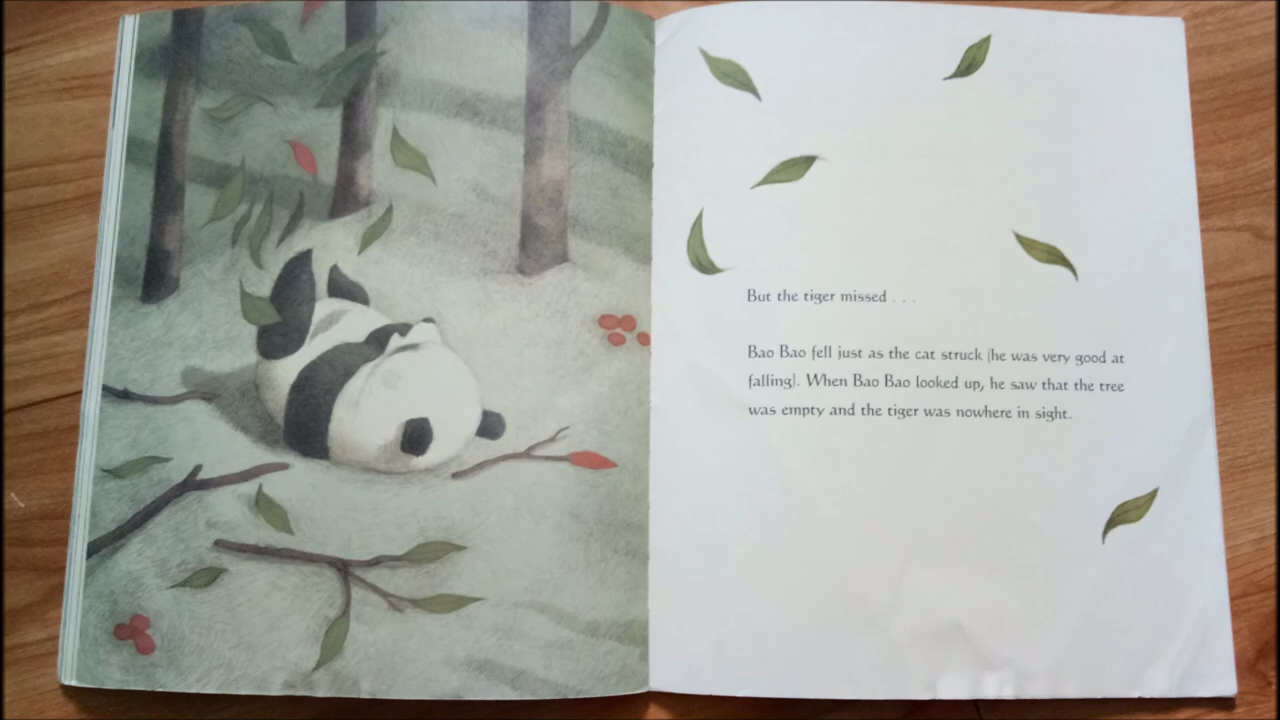 But the tiger missed . . .
Bao Bao fell just as the cat struck (he was very good at
falling). When Bao Bao looked up, he saw that the tree
was empty and the tiger was nowhere in sight.